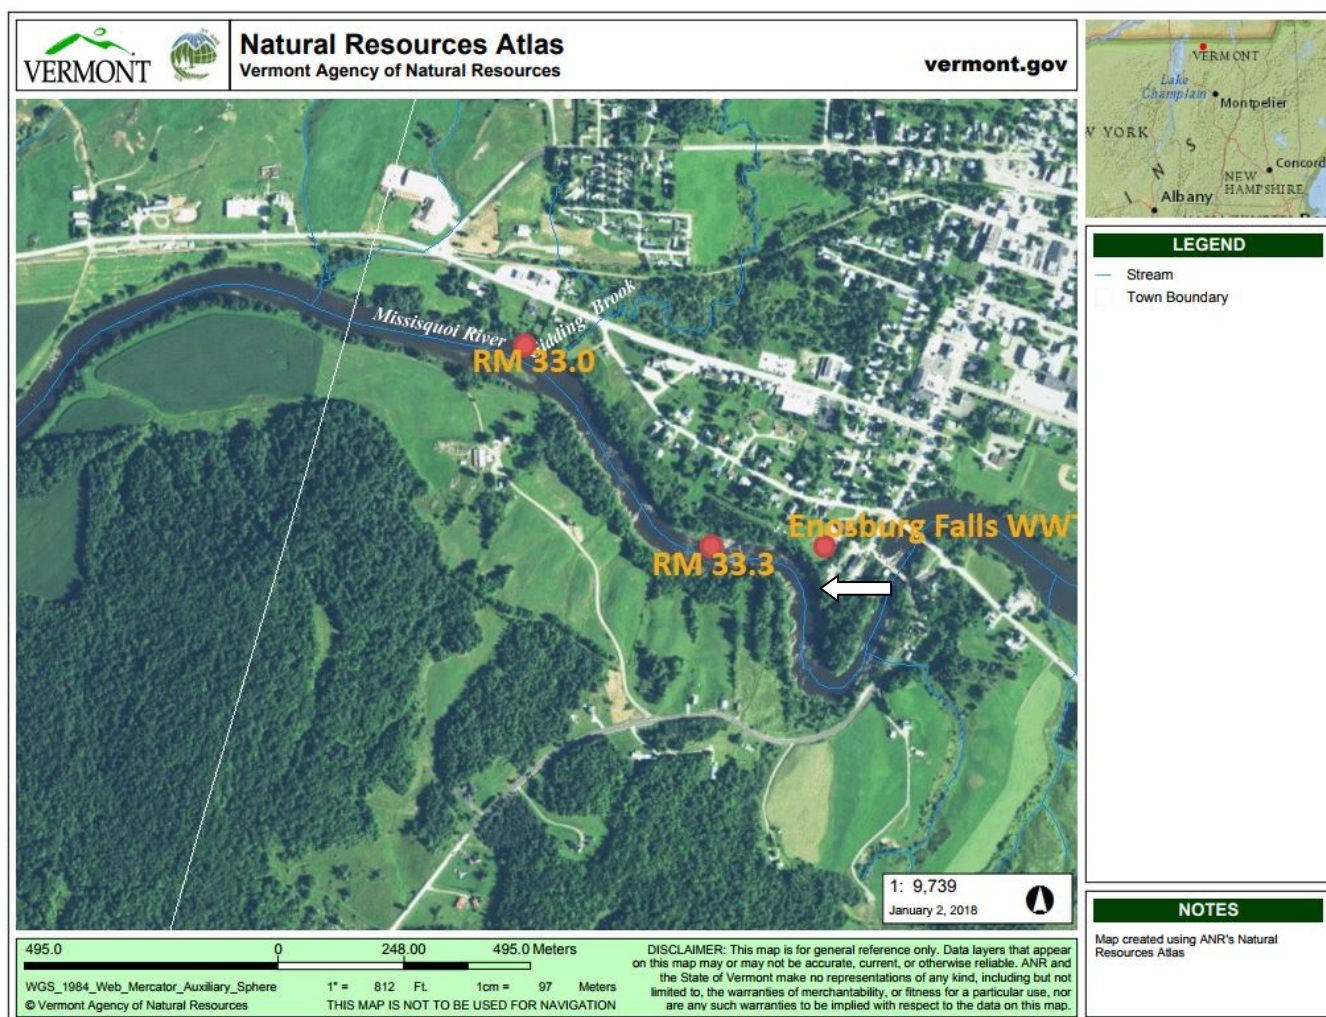 VERMONT
Natural Resources Atlas
Vermont Agency of Natural Resources
vermont.gov
VERMONT
Lake
Champlain
Montpelier
YORK
Concord
NEW
HAMPSHIRE
Albany
I N S
LEGEND
Stream
Town Boundary
Missisquoi River
Brook
RM 33.0
Enosburg Falls WW
RM 33.3
1: 9,739
January 2, 2018
NOTES
Map created using ANR's Natural
Resources Atlas
495.0 0 248.00 495.0 Meters
WGS_1984_Web_Mercator_Auxiliary_Sphere 1" = 812 Ft. 1cm = 97 Meters
© Vermont Agency of Natural Resources THIS MAP IS NOT TO BE USED FOR NAVIGATION
DISCLAIMER: This map is for general reference only. Data layers that appear
on this map may or may not be accurate, current, or otherwise reliable. ANR and
the State of Vermont make no representations of any kind, including but not
limited to, the warranties of merchantability, or fitness for a particular use, nor
are any such warranties to be implied with respect to the data on this map.